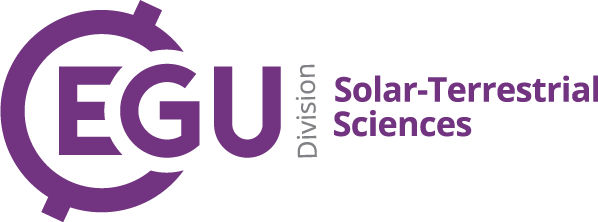 EGU
Division
Solar-Terrestrial
Sciences